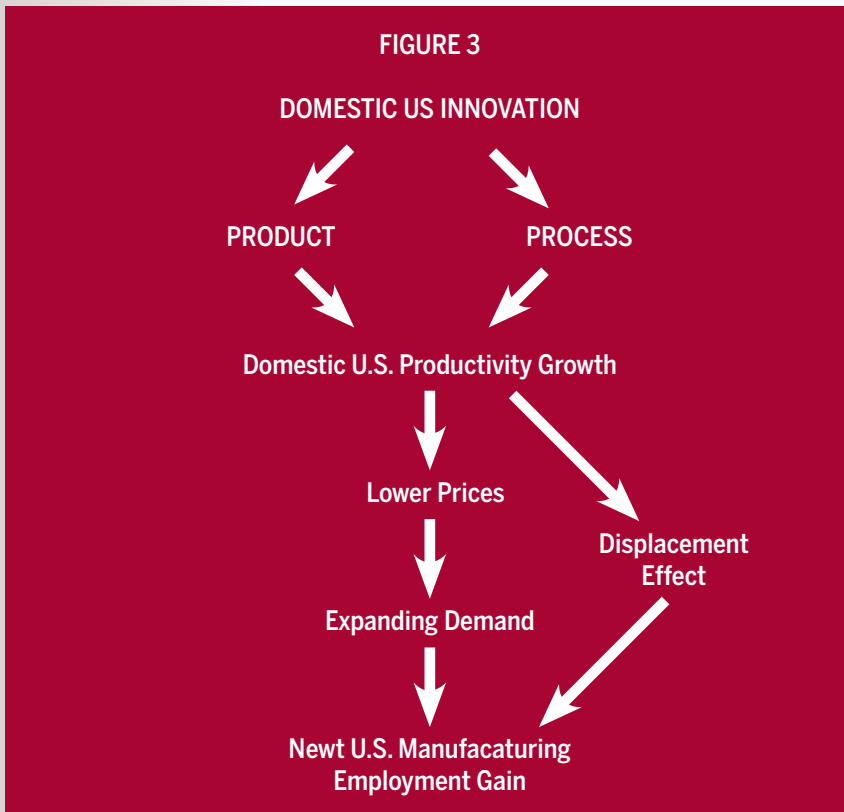 FIGURE 3
DOMESTIC US INNOVATION
PRODUCT
PROCESS
Domestic U.S. Productivity Growth
Lower Prices
Displacement
Effect
Expanding Demand
Newt U.S. Manufacaturing
Employment Gain